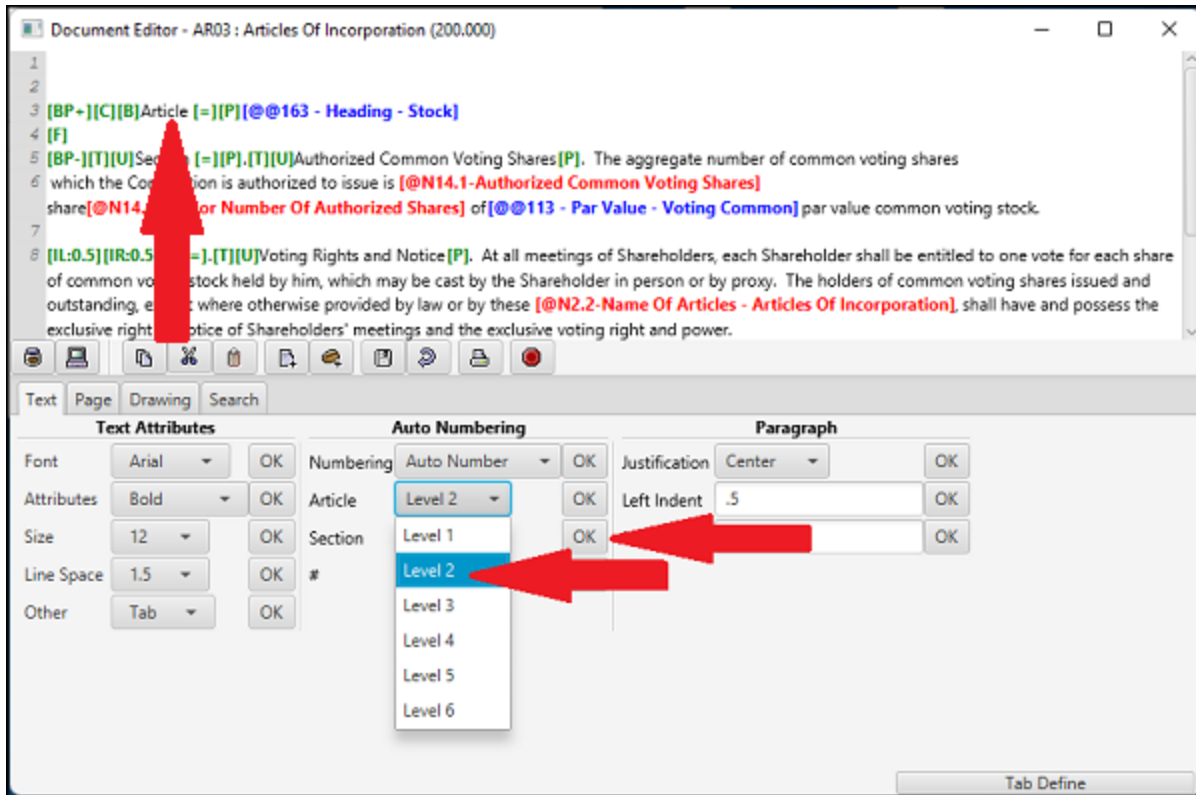 Document Editor - AR03 : Articles Of Incorporation (200.000)
1
2
3 [BP+][C][B]Article [=][P][@@163 - Heading - Stock]
4 [F]
5 [BP-][T][U]Se [=][P].[T][U]Authorized Common Voting Shares[P]. The aggregate number of common voting shares
6 which the Co ion is authorized to issue is [@N14.1-Authorized Common Voting Shares]
share[@N14. or Number Of Authorized Shares] of[@@113 - Par Value - Voting Common] par value common voting stock.
7
8 [IL:0.5][IR:0.5 =].[T][U]Voting Rights and Notice[P]. At all meetings of Shareholders, each Shareholder shall be entitled to one vote for each share
of common vo stock held by him, which may be cast by the Shareholder in person or by proxy. The holders of common voting shares issued and
outstanding, e t where otherwise provided by law or by these [@N2.2-Name Of Articles - Articles Of Incorporation], shall have and possess the
exclusive right otice of Shareholders' meetings and the exclusive voting right and power.
Text Page Drawing Search
Text Attributes Auto Numbering Paragraph
Font Arial OK Numbering Auto Number OK Justification Center OK
Attributes Bold OK Article Level 2 OK Left Indent .5 OK
Size 12 OK Section Level 1 OK OK
Line Space 1.5 OK # Level 2
Other Tab OK Level 3
Level 4
Level 5
Level 6
Tab Define